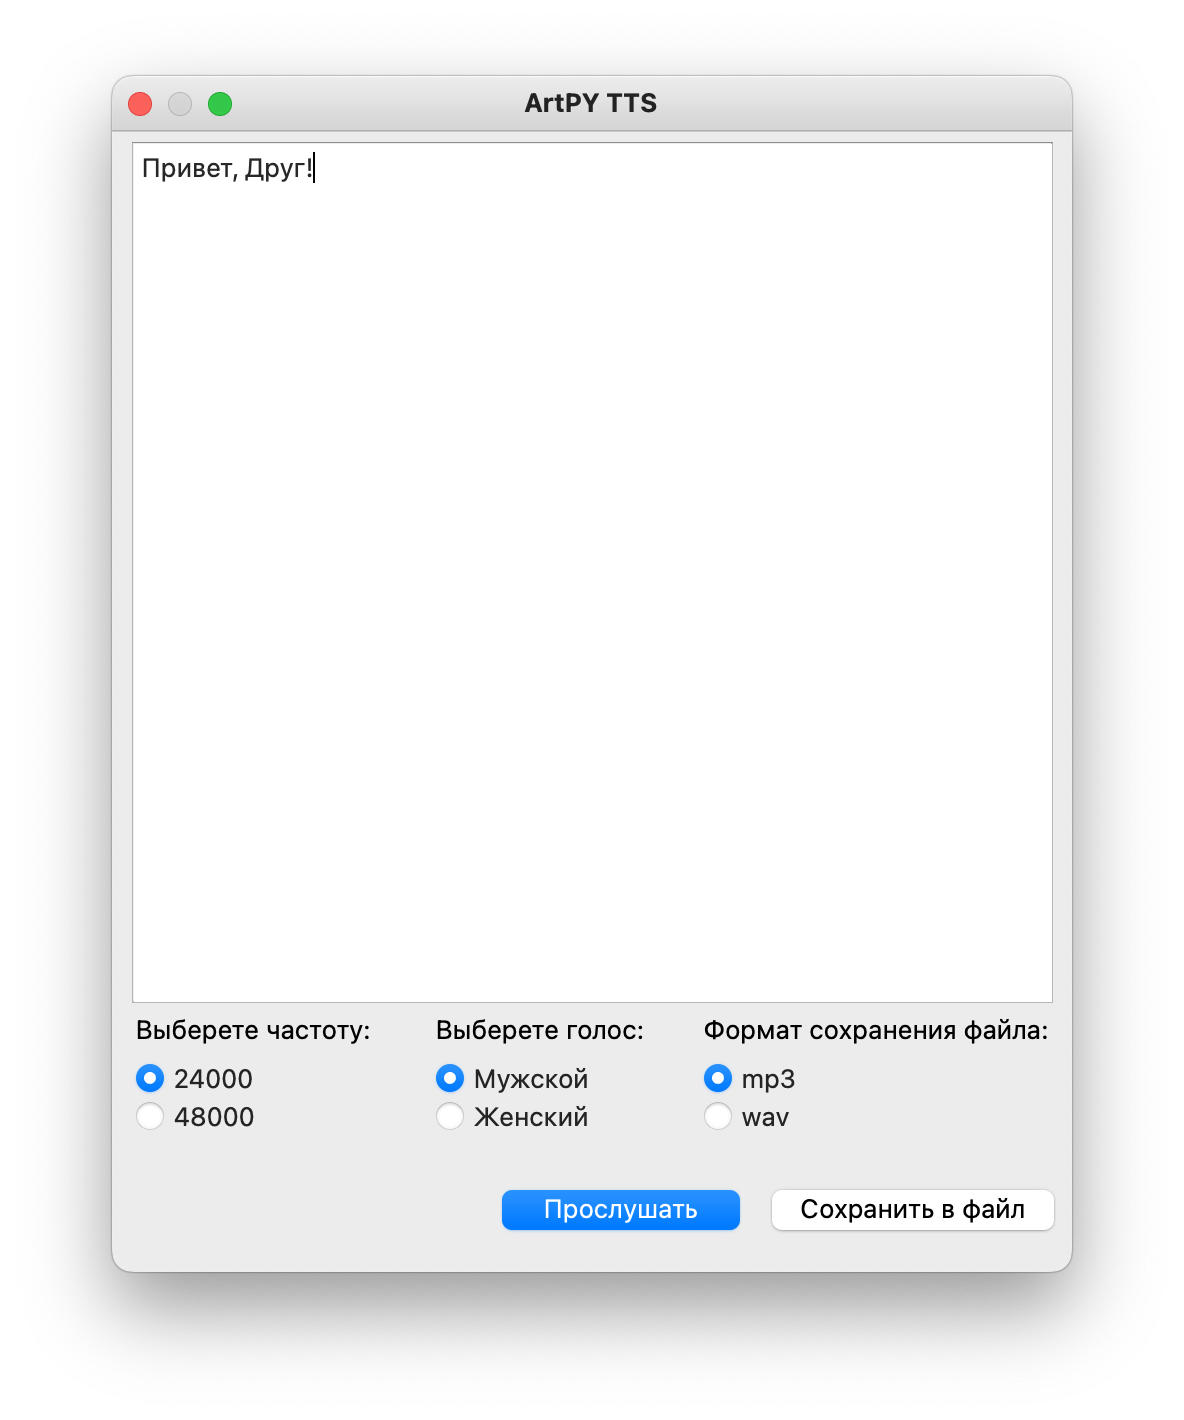 ArtPY TTS
Привет, Друг!
Выберете частоту:
24000
48000
Выберете голос:
Мужской
Женский
Формат сохранения файла:
mp3
wav
Прослушать
Сохранить в файл